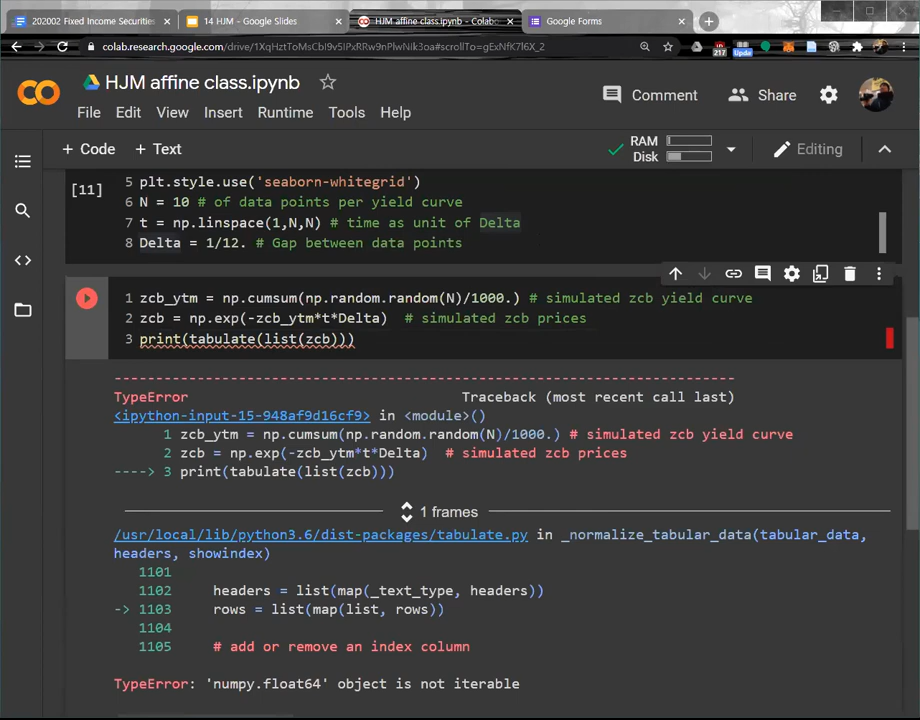 202002 Fixed Income Securities
14 HJM - Google Slides
HJM affine class.ipynb - Colab
Google Forms
colab.research.google.com/drive/1XqHztToMsCbI9v5IPxRRw9nPlwNik3oa#scrollTo=gExNfK7l6X_2
217
Upda
HJM affine class.ipynb
Comment
Share
File Edit View Insert Runtime Tools Help
+ Code + Text
RAM
Disk
Editing
[11]
5 plt.style.use('seaborn-whitegrid')
6 N = 10 # of data points per yield curve
7 t = np.linspace(1,N,N) # time as unit of Delta
8 Delta = 1/12. # Gap between data points
1 zcb_ytm = np.cumsum(np.random.random(N)/1000.) # simulated zcb yield curve
2 zcb = np.exp(-zcb_ytm*t*Delta) # simulated zcb prices
3 print(tabulate(list(zcb)))
---------------------------------------------------------------------------
TypeError Traceback (most recent call last)
<ipython-input-15-948af9d16cf9> in <module>()
1 zcb_ytm = np.cumsum(np.random.random(N)/1000.) # simulated zcb yield curve
2 zcb = np.exp(-zcb_ytm*t*Delta) # simulated zcb prices
----> 3 print(tabulate(list(zcb)))
1 frames
/usr/local/lib/python3.6/dist-packages/tabulate.py in _normalize_tabular_data(tabular_data,
headers, showindex)
1101
1102 headers = list(map(_text_type, headers))
-> 1103 rows = list(map(list, rows))
1104
1105 # add or remove an index column
TypeError: 'numpy.float64' object is not iterable